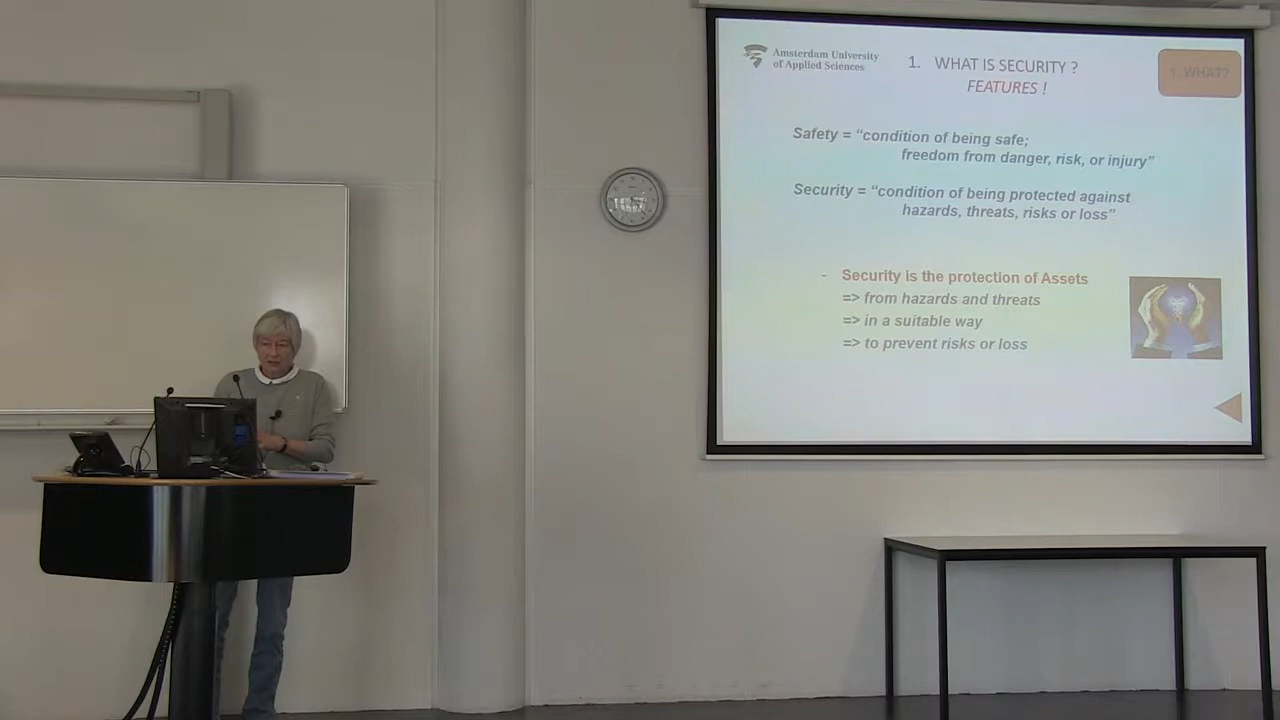 Amsterdam University
of Applied Sciences
1. WHAT IS SECURITY ?
FEATURES !
1. WHAT?
Safety = “condition of being safe;
freedom from danger, risk, or injury”
Security = “condition of being protected against
hazards, threats, risks or loss”
- Security is the protection of Assets
=> from hazards and threats
=> in a suitable way
=> to prevent risks or loss